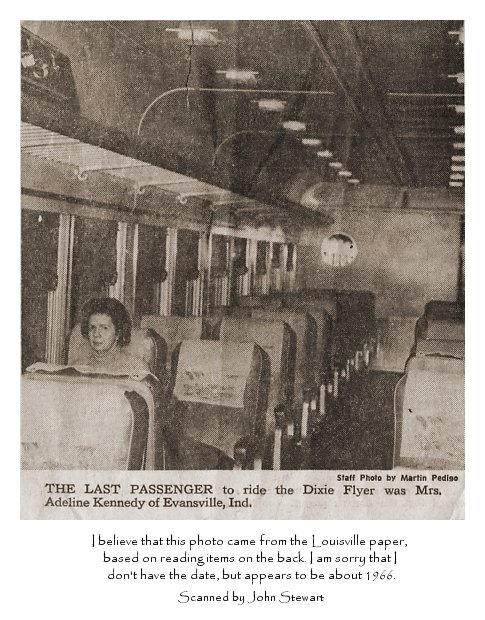 Staff Photo by Martin Pedigo
THE LAST PASSENGER to ride the Dixie Flyer was Mrs.
Adeline Kennedy of Evansville, Ind.
I believe that this photo came from the Louisville paper,
based on reading items on the back. I am sorry that I
don't have the date, but appears to be about 1966.
Scanned by John Stewart